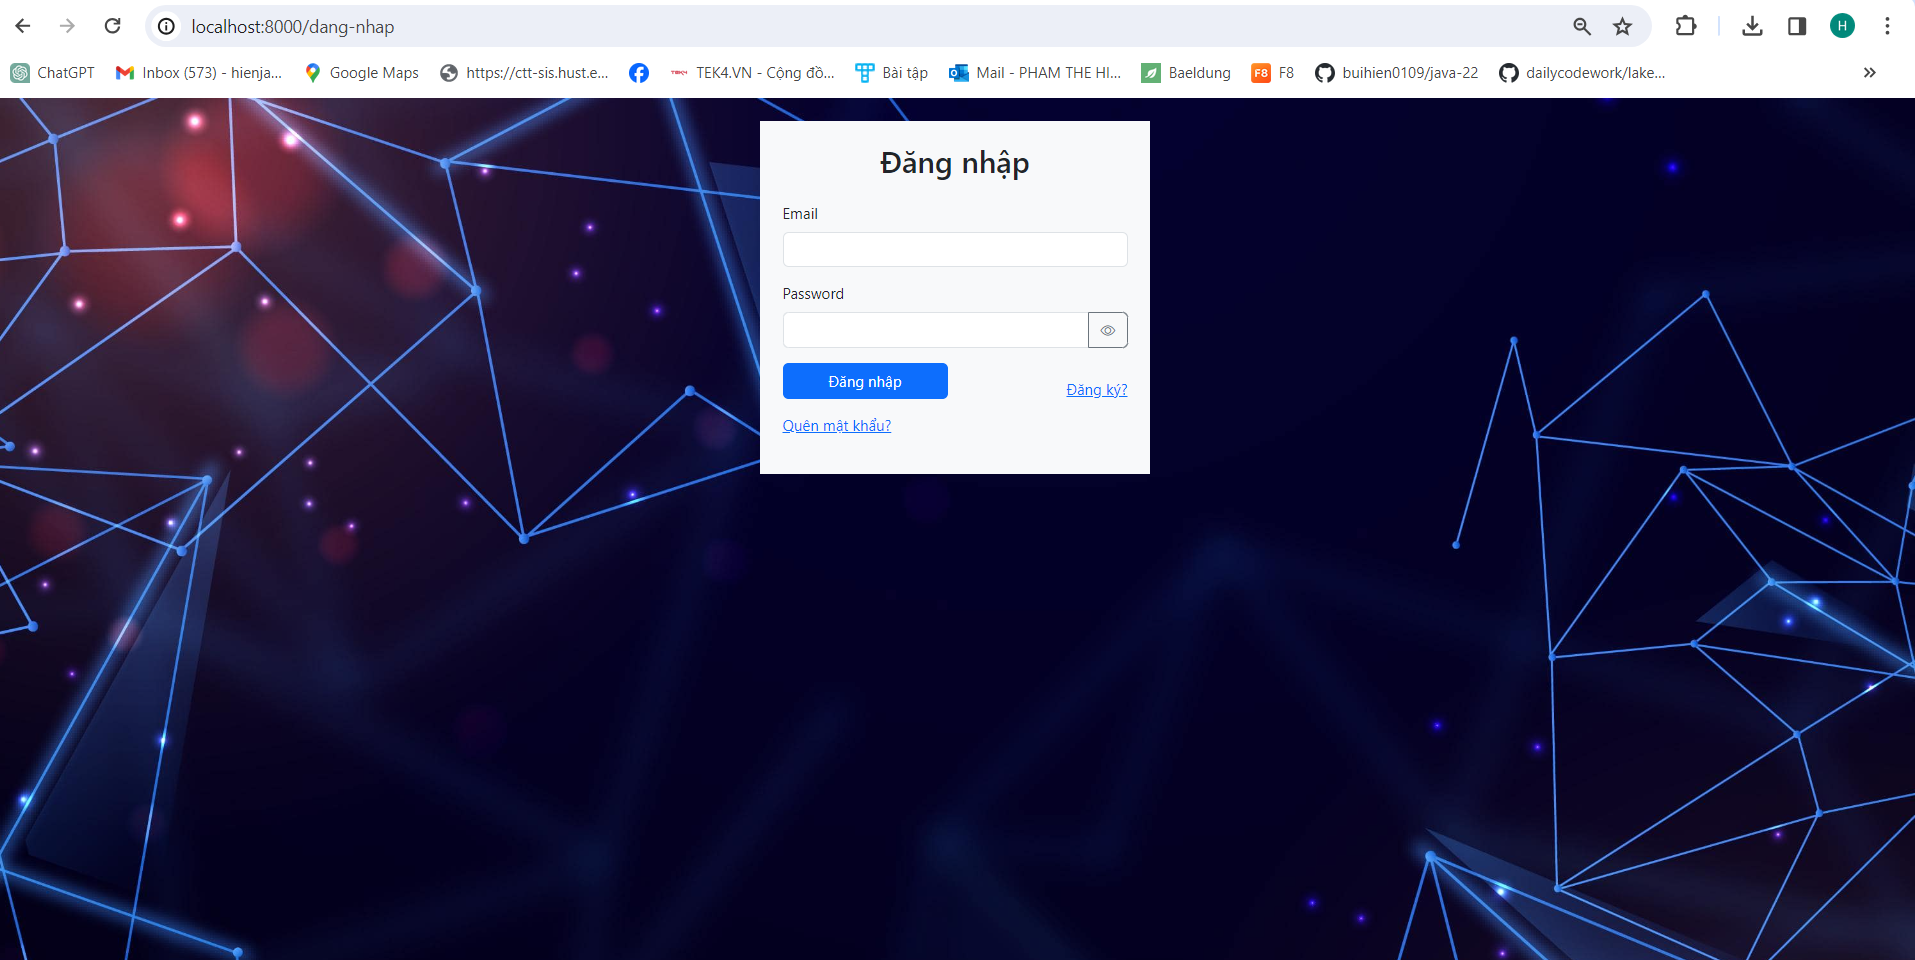 localhost:8000/dang-nhap
H
ChatGPT
Inbox (573) - hienja...
Google Maps
https://ctt-sis.hust.e...
TEK4.VN - Cộng đồ...
Bài tập
Mail - PHAM THE HI...
Baeldung
F8
F8
buihien0109/java-22
dailycodework/lake...
Đăng nhập
Email
Password
Đăng nhập
Đăng ký?
Quên mật khẩu?